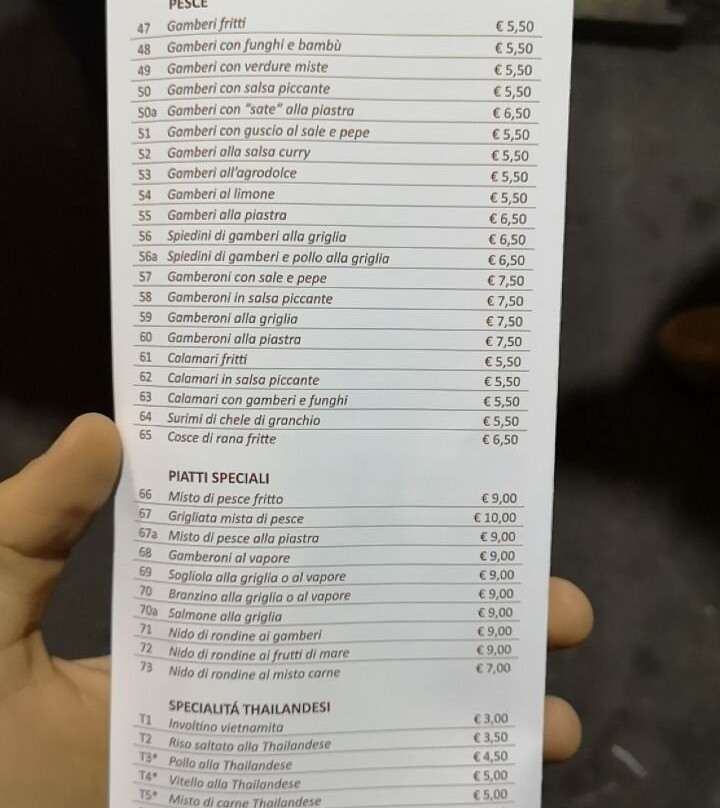 PESCE
47 Gamberi fritti € 5,50
48 Gamberi con funghi e bambù € 5,50
49 Gamberi con verdure miste € 5,50
50 Gamberi con salsa piccante € 5,50
50a Gamberi con "sate" alla piastra € 6,50
51 Gamberi con guscio al sale e pepe € 5,50
52 Gamberi alla salsa curry € 5,50
53 Gamberi all'agrodolce € 5,50
54 Gamberi al limone € 5,50
55 Gamberi alla piastra € 6,50
56 Spiedini di gamberi alla griglia € 6,50
56a Spiedini di gamberi e pollo alla griglia € 6,50
57 Gamberoni con sale e pepe € 7,50
58 Gamberoni in salsa piccante € 7,50
59 Gamberoni alla griglia € 7,50
60 Gamberoni alla piastra € 7,50
61 Calamari fritti € 5,50
62 Calamari in salsa piccante € 5,50
63 Calamari con gamberi e funghi € 5,50
64 Surimi di chele di granchio € 5,50
65 Cosce di rana fritte € 6,50
PIATTI SPECIALI
66 Misto di pesce fritto € 9,00
67 Grigliata mista di pesce € 10,00
67a Misto di pesce alla piastra € 9,00
68 Gamberoni al vapore € 9,00
69 Sogliola alla griglia o al vapore € 9,00
70 Branzino alla griglia o al vapore € 9,00
70a Salmone alla griglia € 9,00
71 Nido di rondine ai gamberi € 9,00
72 Nido di rondine ai frutti di mare € 9,00
73 Nido di rondine al misto carne € 7,00
SPECIALITÁ THAILANDESI
T1 Involtino vietnamita € 3,00
T2 Riso saltato alla Thailandese € 3,50
T3* Pollo alla Thailandese € 4,50
T4* Vitello alla Thailandese € 5,00
T5* Misto di carne Thailandese € 5,00